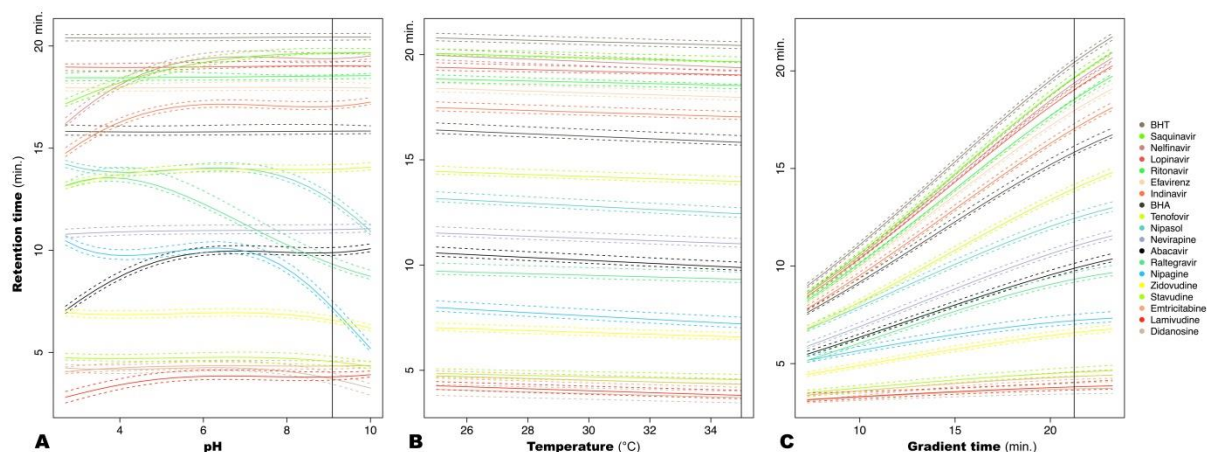 20 min.
15
10
5
Retention time (min.)
4
6
8
10
A
pH
20 min.
15
10
5
26
28
30
32
34
B
Temperature (°C)
20
15
10
5
10
15
20
C
Gradient time (min.)
BHT
Saquinavir
Nelfinavir
Lopinavir
Ritonavir
Efavirenz
Indinavir
BHA
Tenofovir
Nipasol
Nevirapine
Abacavir
Raltegravir
Nipagine
Zidovudine
Stavudine
Emtricitabine
Lamivudine
Didanosine